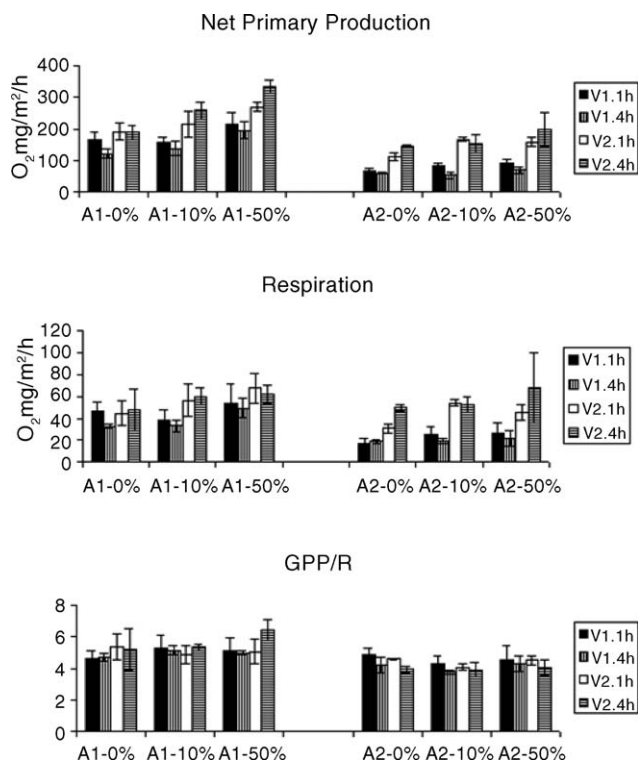 Net Primary Production
O₂mg/m²/h
400
300
200
100
0
A1-0% A1-10% A1-50% A2-0% A2-10% A2-50%
V1.1h
V1.4h
V2.1h
V2.4h
Respiration
O₂mg/m²/h
120
100
80
60
40
20
0
A1-0% A1-10% A1-50% A2-0% A2-10% A2-50%
V1.1h
V1.4h
V2.1h
V2.4h
GPP/R
8
6
4
2
0
A1-0% A1-10% A1-50% A2-0% A2-10% A2-50%
V1.1h
V1.4h
V2.1h
V2.4h